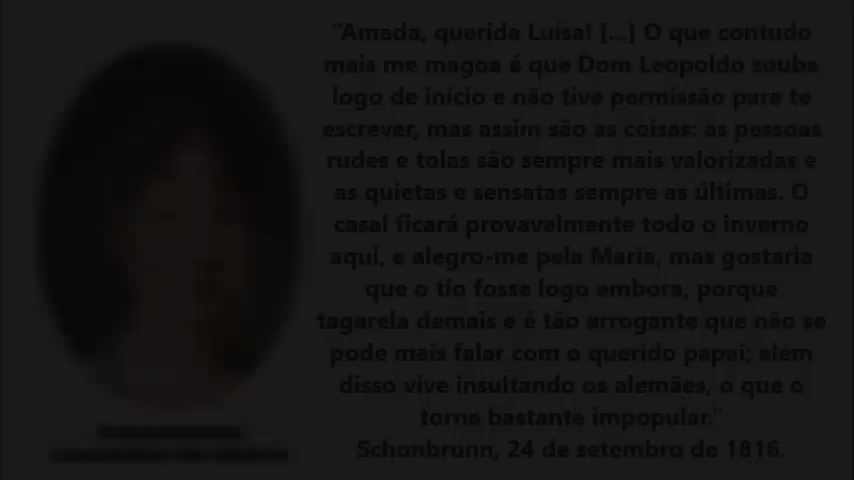 "Amada, querida Luisa! [...] O que contudo
mais me magoa é que Dom Leopoldo soube
logo de início e não tive permissão para te
escrever, mas assim são as coisas: as pessoas
rudes e tolas são sempre mais valorizadas e
as quietas e sensatas sempre as últimas. O
casal ficará provavelmente todo o inverno
aqui, e alegro-me pela Maria, mas gostaria
que o tio fosse logo embora, porque
tagarela demais e é tão arrogante que não se
pode mais falar com o querido papai; além
disso vive insultando os alemães, o que o
torna bastante impopular."
Schonbrunn, 24 de setembro de 1816.